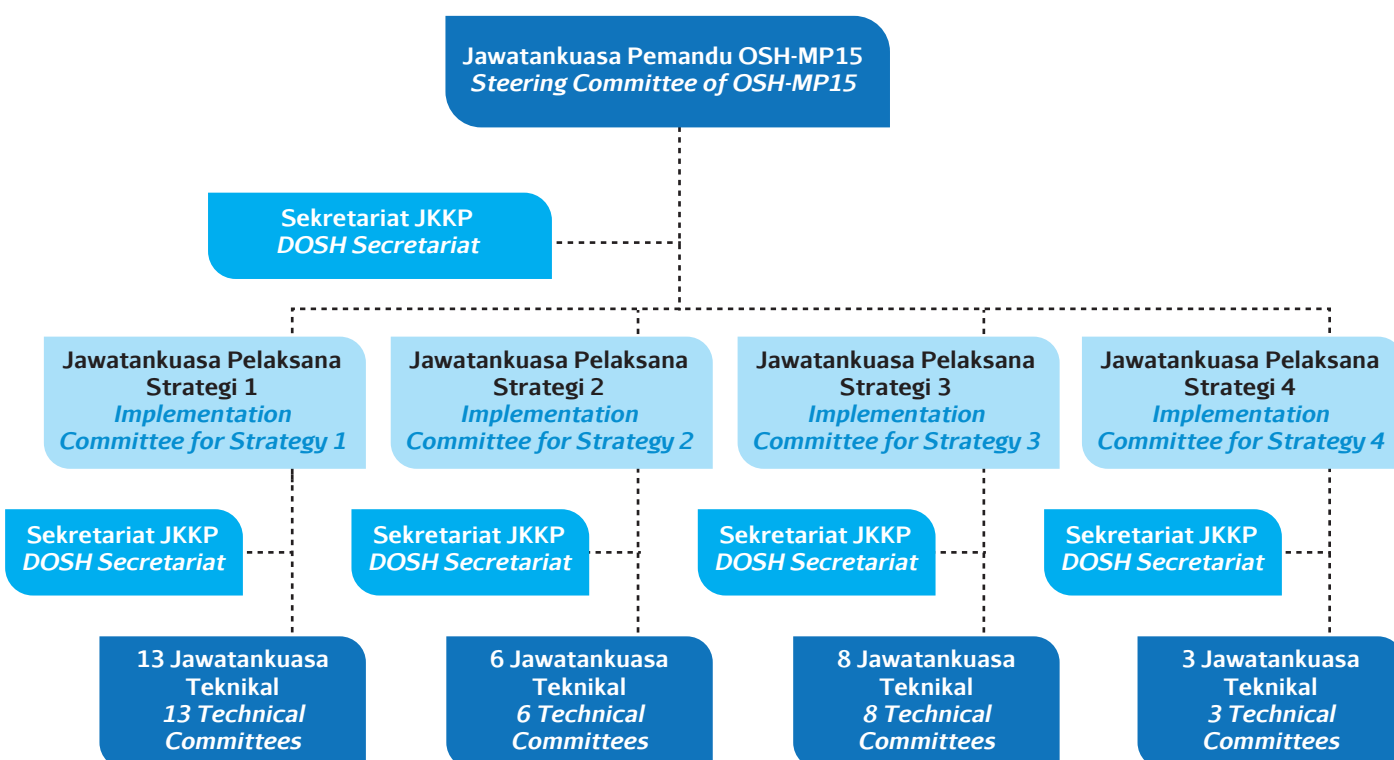 Jawatankuasa Pemandu OSH-MP15
Steering Committee of OSH-MP15
Sekretariat JKKP
DOSH Secretariat
Jawatankuasa Pelaksana
Strategi 1
Implementation
Committee for Strategy 1
Jawatankuasa Pelaksana
Strategi 2
Implementation
Committee for Strategy 2
Jawatankuasa Pelaksana
Strategi 3
Implementation
Committee for Strategy 3
Jawatankuasa Pelaksana
Strategi 4
Implementation
Committee for Strategy 4
Sekretariat JKKP
DOSH Secretariat
Sekretariat JKKP
DOSH Secretariat
Sekretariat JKKP
DOSH Secretariat
Sekretariat JKKP
DOSH Secretariat
13 Jawatankuasa
Teknikal
13 Technical
Committees
6 Jawatankuasa
Teknikal
6 Technical
Committees
8 Jawatankuasa
Teknikal
8 Technical
Committees
3 Jawatankuasa
Teknikal
3 Technical
Committees